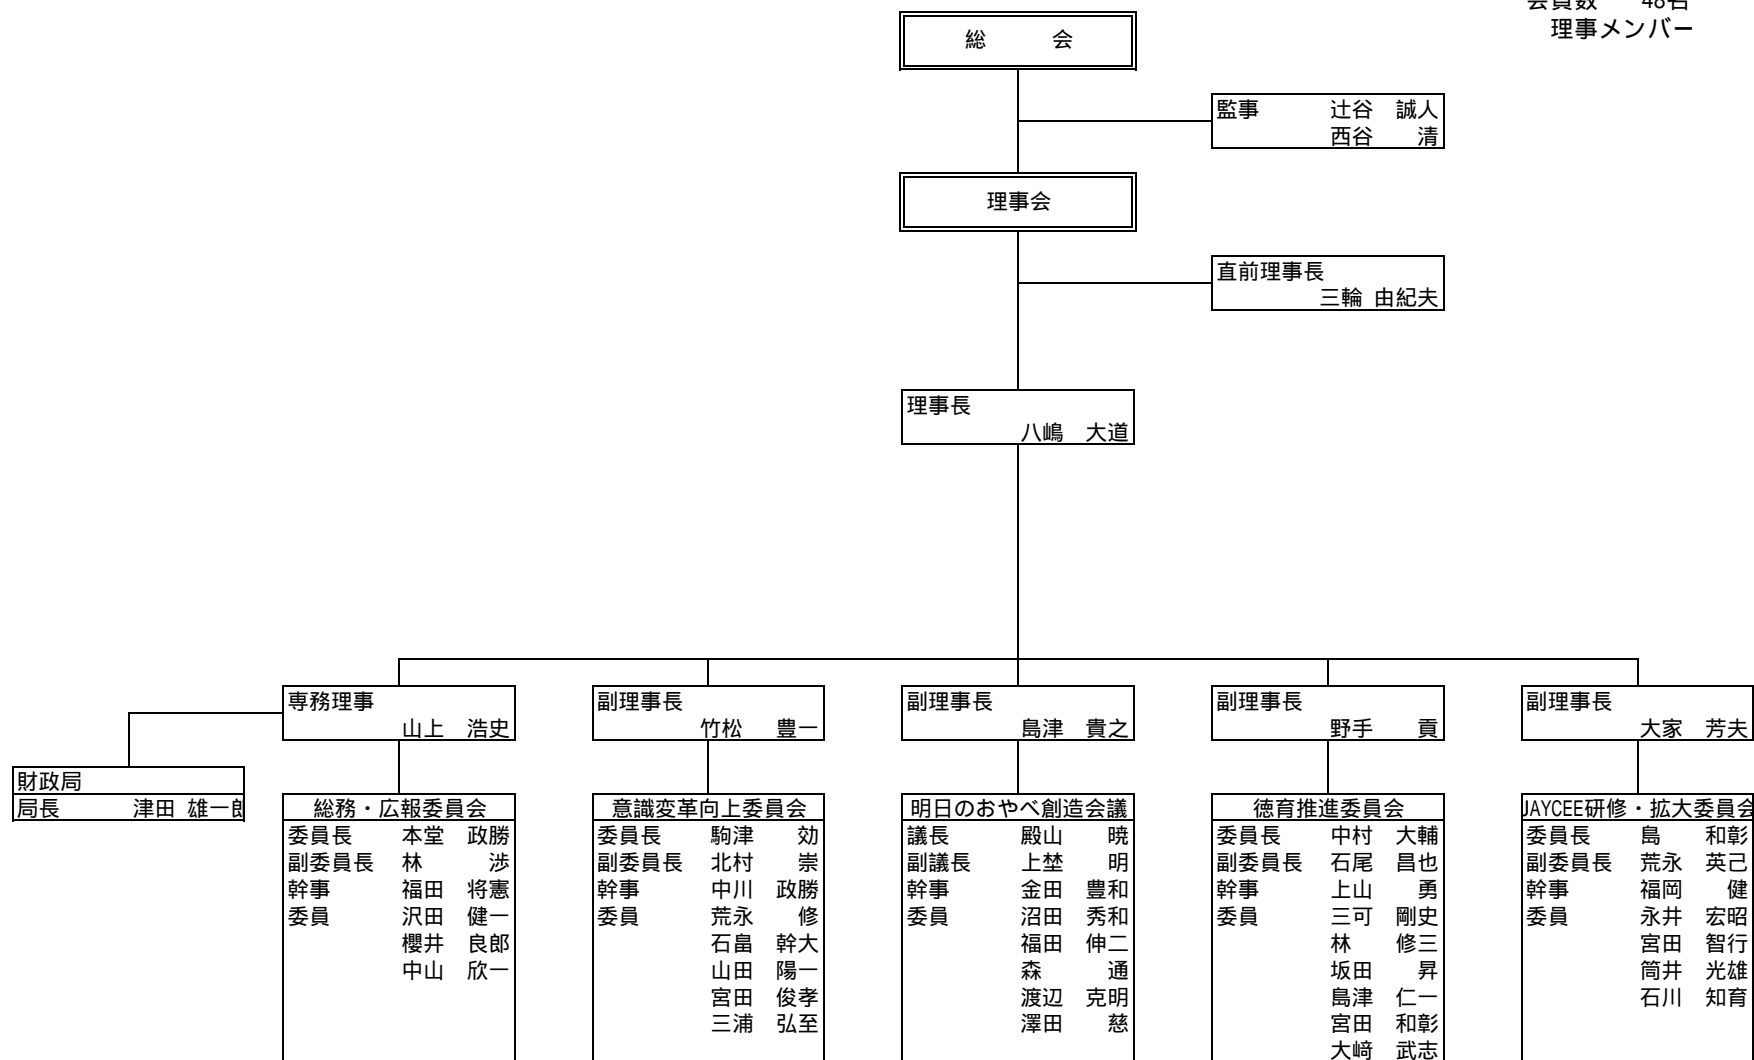 会員数 48名
理事メンバー
総 会
監事 辻谷 誠人
西谷 清
理事会
直前理事長
三輪 由紀夫
理事長
八嶋 大道
専務理事
山上 浩史
副理事長
竹松 豊一
副理事長
島津 貴之
副理事長
野手 貢
副理事長
大家 芳夫
財政局
局長 津田 雄一郎
総務・広報委員会
委員長 本堂 政勝
副委員長 林 渉
幹事 福田 将憲
委員 沢田 健一
櫻井 良郎
中山 欣一
意識変革向上委員会
委員長 駒津 効
副委員長 北村 崇
幹事 中川 政勝
委員 荒永 修
石畠 幹大
山田 陽一
宮田 俊孝
三浦 弘至
明日のおやべ創造会議
議長 殿山 暁
副議長 上埜 明
幹事 金田 豊和
委員 沼田 秀和
福田 伸二
森 通
渡辺 克明
澤田 慈
徳育推進委員会
委員長 中村 大輔
副委員長 石尾 昌也
幹事 上山 勇
委員 三可 剛史
林 修三
坂田 昇
島津 仁一
宮田 和彰
大﨑 武志
JAYCEE研修・拡大委員会
委員長 島 和彰
副委員長 荒永 英己
幹事 福岡 健
委員 永井 宏昭
宮田 智行
筒井 光雄
石川 知育